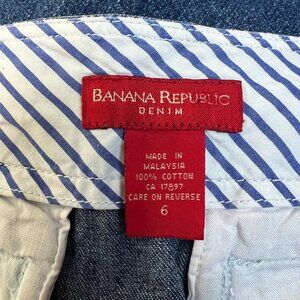 BANANA REPUBLIC
DENIM
MADE IN
MALAYSIA
100% COTTON
CA 17897
CARE ON REVERSE
6